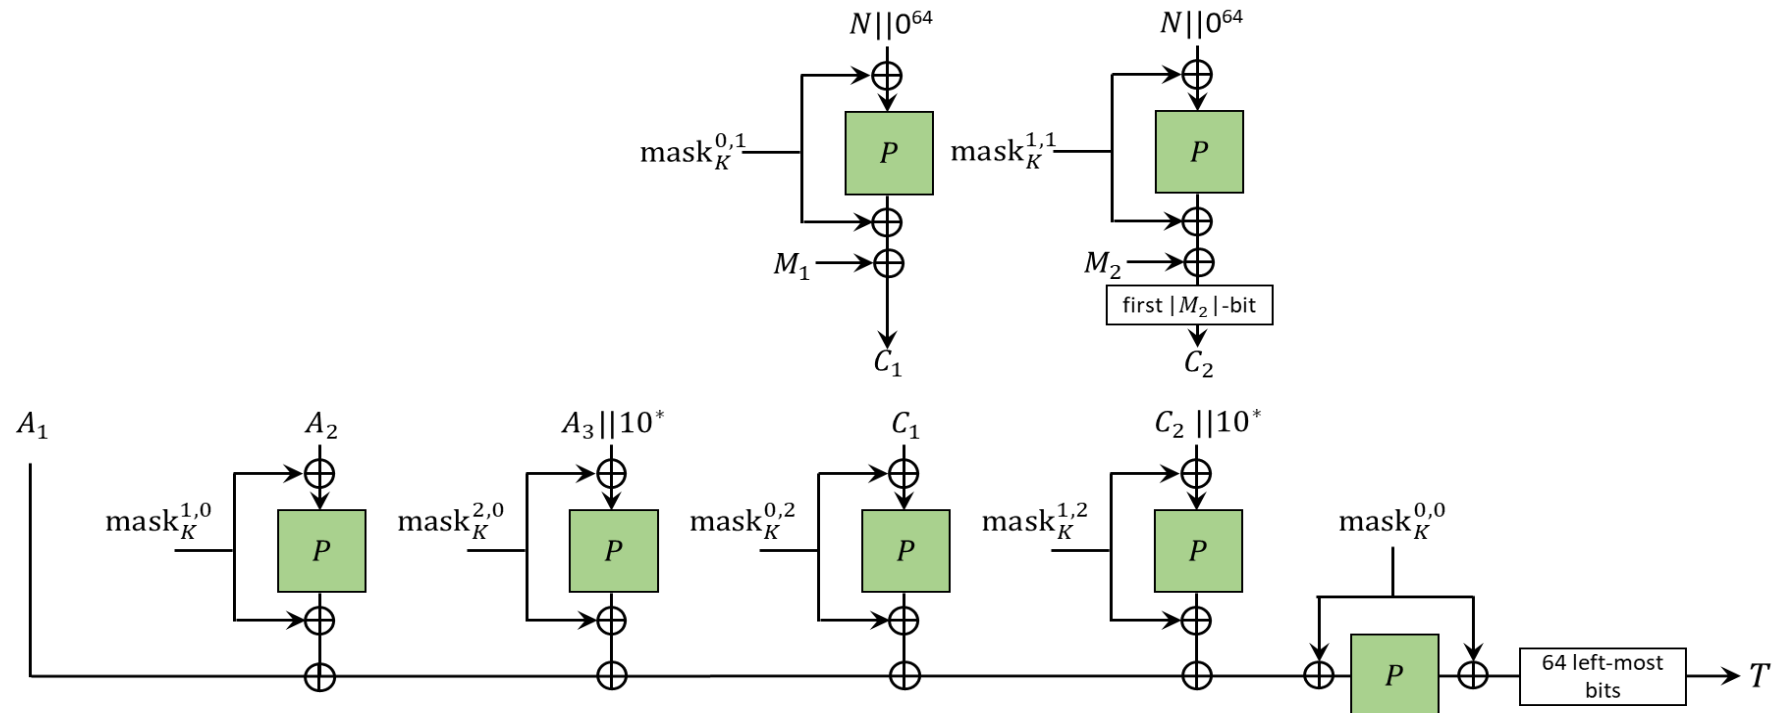 N||0^64 N||0^64
P P
mask_K^{0,1} mask_K^{1,1}
M_1 M_2
first |M_2|-bit
C_1 C_2
A_1 A_2 A_3||10^* C_1 C_2 ||10^*
mask_K^{1,0} mask_K^{2,0} mask_K^{0,2} mask_K^{1,2} mask_K^{0,0}
P P P P
P 64 left-most T
bits